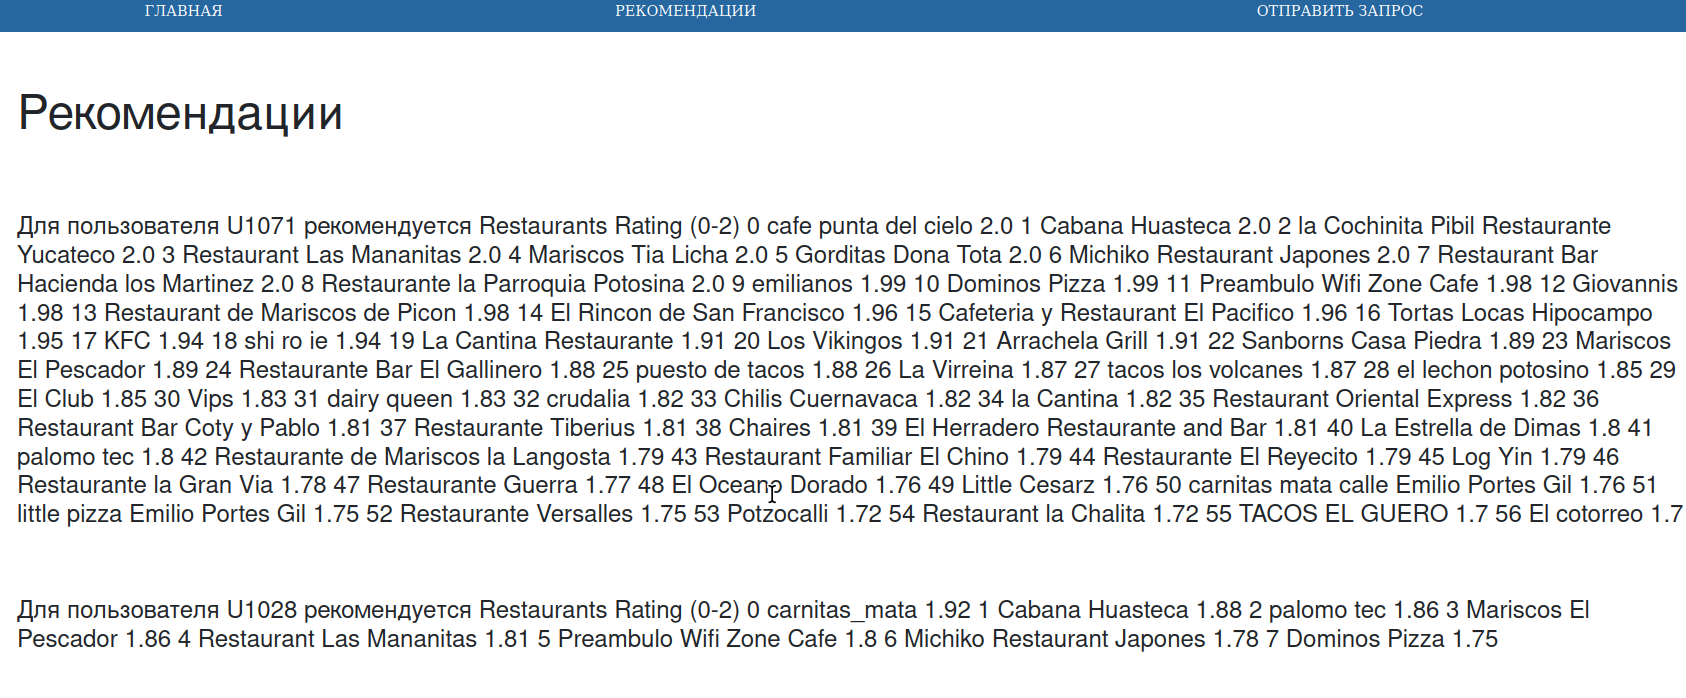 ГЛАВНАЯ РЕКОМЕНДАЦИИ ОТПРАВИТЬ ЗАПРОС
Рекомендации
Для пользователя U1071 рекомендуется Restaurants Rating (0-2) 0 cafe punta del cielo 2.0 1 Cabana Huasteca 2.0 2 la Cochinita Pibil Restaurante
Yucateco 2.0 3 Restaurant Las Mananitas 2.0 4 Mariscos Tia Licha 2.0 5 Gorditas Dona Tota 2.0 6 Michiko Restaurant Japones 2.0 7 Restaurant Bar
Hacienda los Martinez 2.0 8 Restaurante la Parroquia Potosina 2.0 9 emilianos 1.99 10 Dominos Pizza 1.99 11 Preambulo Wifi Zone Cafe 1.98 12 Giovannis
1.98 13 Restaurant de Mariscos de Picon 1.98 14 El Rincon de San Francisco 1.96 15 Cafeteria y Restaurant El Pacifico 1.96 16 Tortas Locas Hipocampo
1.95 17 KFC 1.94 18 shi ro ie 1.94 19 La Cantina Restaurante 1.91 20 Los Vikingos 1.91 21 Arrachela Grill 1.91 22 Sanborns Casa Piedra 1.89 23 Mariscos
El Pescador 1.89 24 Restaurante Bar El Gallinero 1.88 25 puesto de tacos 1.88 26 La Virreina 1.87 27 tacos los volcanes 1.87 28 el lechon potosino 1.85 29
El Club 1.85 30 Vips 1.83 31 dairy queen 1.83 32 crudalia 1.82 33 Chilis Cuernavaca 1.82 34 la Cantina 1.82 35 Restaurant Oriental Express 1.82 36
Restaurant Bar Coty y Pablo 1.81 37 Restaurante Tiberius 1.81 38 Chaires 1.81 39 El Herradero Restaurante and Bar 1.81 40 La Estrella de Dimas 1.8 41
palomo tec 1.8 42 Restaurante de Mariscos la Langosta 1.79 43 Restaurant Familiar El Chino 1.79 44 Restaurante El Reyecito 1.79 45 Log Yin 1.79 46
Restaurante la Gran Via 1.78 47 Restaurante Guerra 1.77 48 El Oceano Dorado 1.76 49 Little Cesarz 1.76 50 carnitas mata calle Emilio Portes Gil 1.76 51
little pizza Emilio Portes Gil 1.75 52 Restaurante Versalles 1.75 53 Potzocalli 1.72 54 Restaurant la Chalita 1.72 55 TACOS EL GUERO 1.7 56 El cotorreo 1.7
Для пользователя U1028 рекомендуется Restaurants Rating (0-2) 0 carnitas_mata 1.92 1 Cabana Huasteca 1.88 2 palomo tec 1.86 3 Mariscos El
Pescador 1.86 4 Restaurant Las Mananitas 1.81 5 Preambulo Wifi Zone Cafe 1.8 6 Michiko Restaurant Japones 1.78 7 Dominos Pizza 1.75